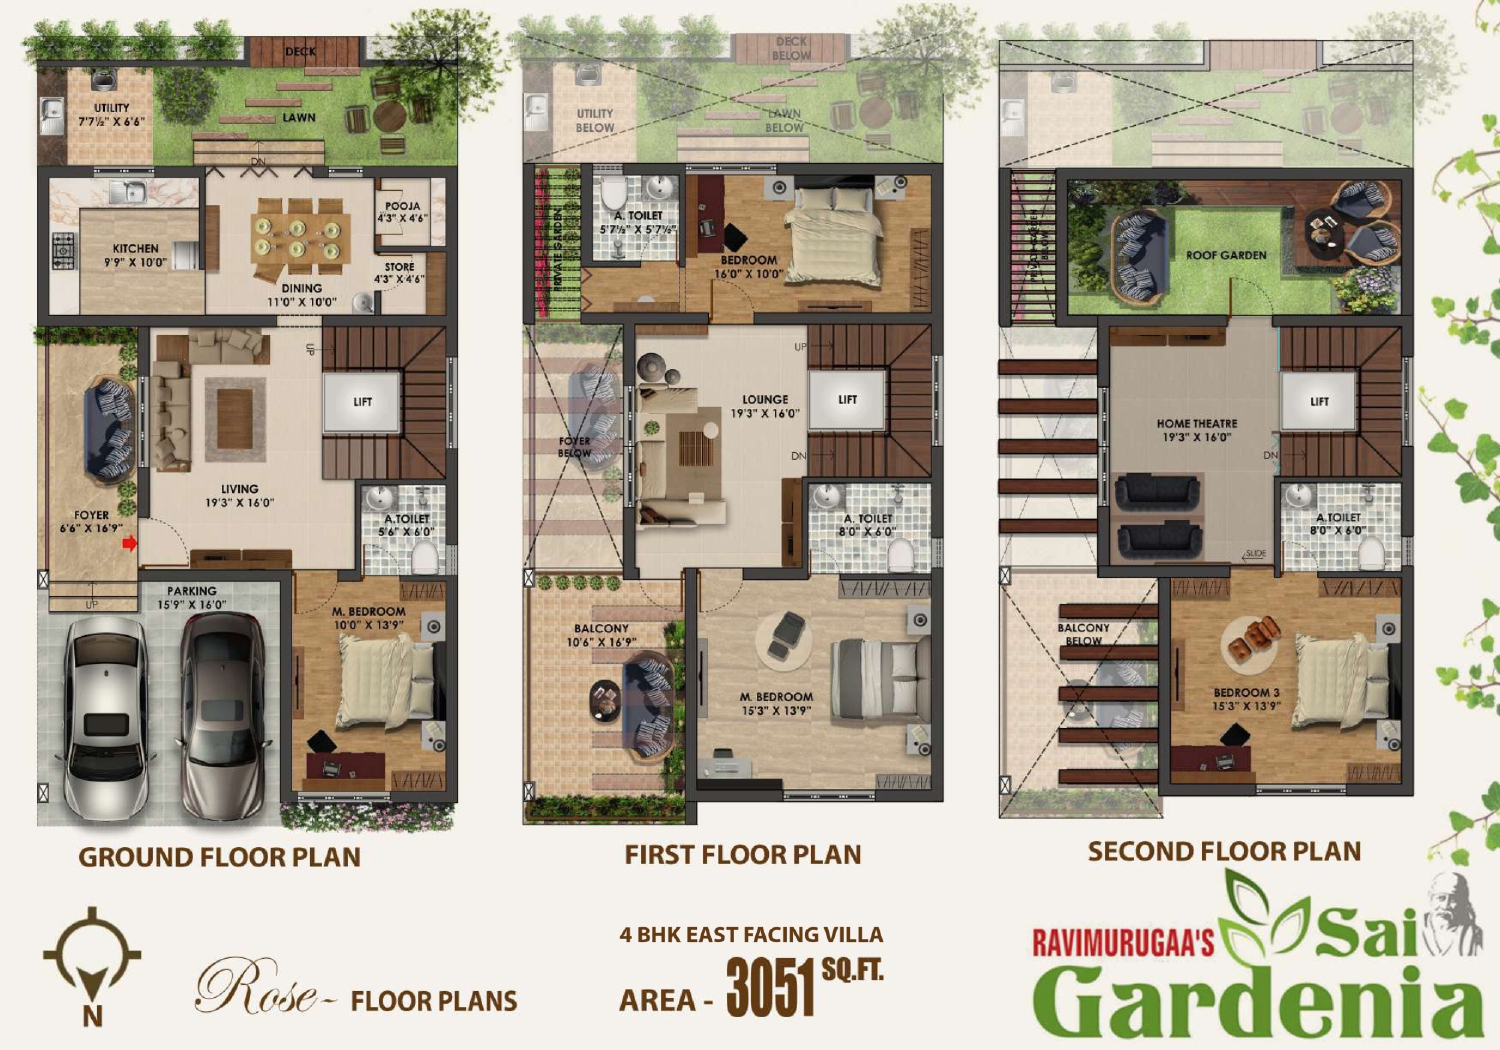 DECK
UTILITY
7'7½" X 6'6"
LAWN
DN
POOJA
4'3" X 4'6"
KITCHEN
9'9" X 10'0"
STORE
4'3" X 4'6"
DINING
11'0" X 10'0"
UP
LIFT
LIVING
19'3" X 16'0"
FOYER
6'6" X 16'9"
A.TOILET
5'6" X 6'0"
PARKING
15'9" X 16'0"
UP
M. BEDROOM
10'0" X 13'9"
GROUND FLOOR PLAN
DECK
BELOW
UTILITY
BELOW
LAWN
BELOW
PRIVATE GARDEN
A. TOILET
5'7½" X 5'7½"
BEDROOM
16'0" X 10'0"
UP
LOUNGE
19'3" X 16'0"
LIFT
FOYER
BELOW
DN
A. TOILET
8'0" X 6'0"
BALCONY
10'6" X 16'9"
M. BEDROOM
15'3" X 13'9"
FIRST FLOOR PLAN
ROOF GARDEN
HOME THEATRE
19'3" X 16'0"
LIFT
DN
A.TOILET
8'0" X 6'0"
SLIDE
BALCONY
BELOW
BEDROOM 3
15'3" X 13'9"
SECOND FLOOR PLAN
N
Rose~ FLOOR PLANS
4 BHK EAST FACING VILLA
AREA - 3051 SQ.FT.
RAVIMURUGAA'S Sai
Gardenia